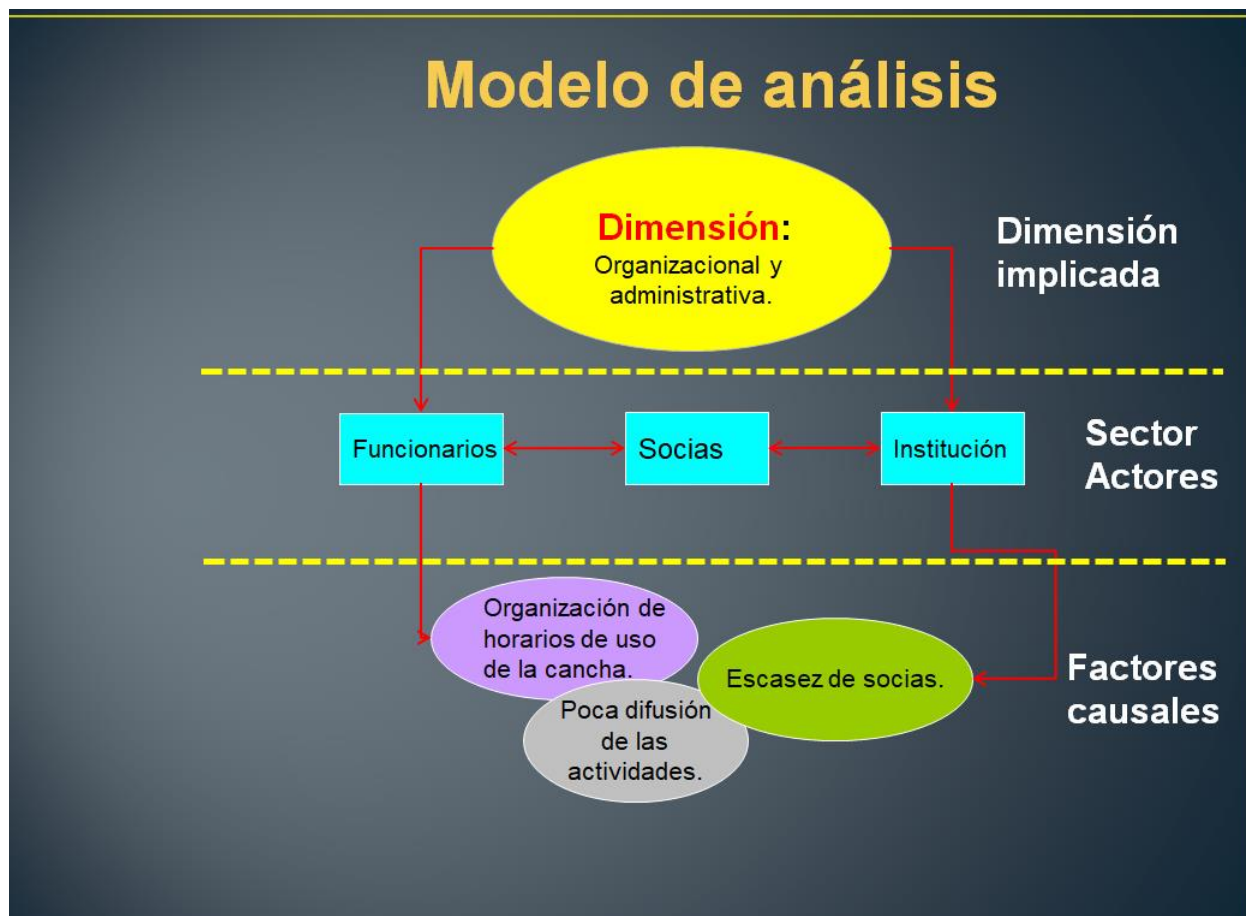 Modelo de análisis
Dimensión:
Organizacional y
administrativa.
Dimensión
implicada
Funcionarios
Socias
Institución
Sector
Actores
Organización de
horarios de uso
de la cancha.
Poca difusión
de las
actividades.
Escasez de socias.
Factores
causales